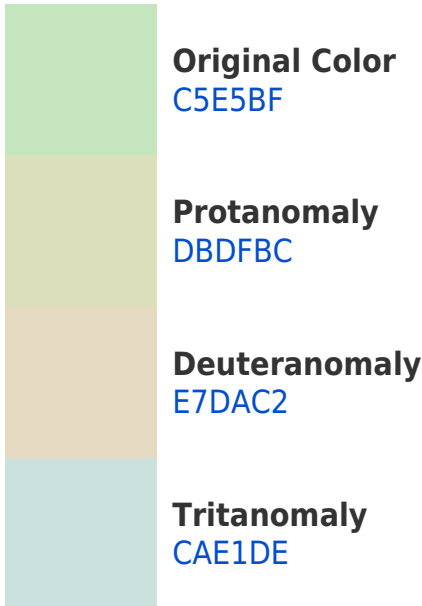 Original Color
C5E5BF
Protanomaly
DBDFBC
Deuteranomaly
E7DAC2
Tritanomaly
CAE1DE